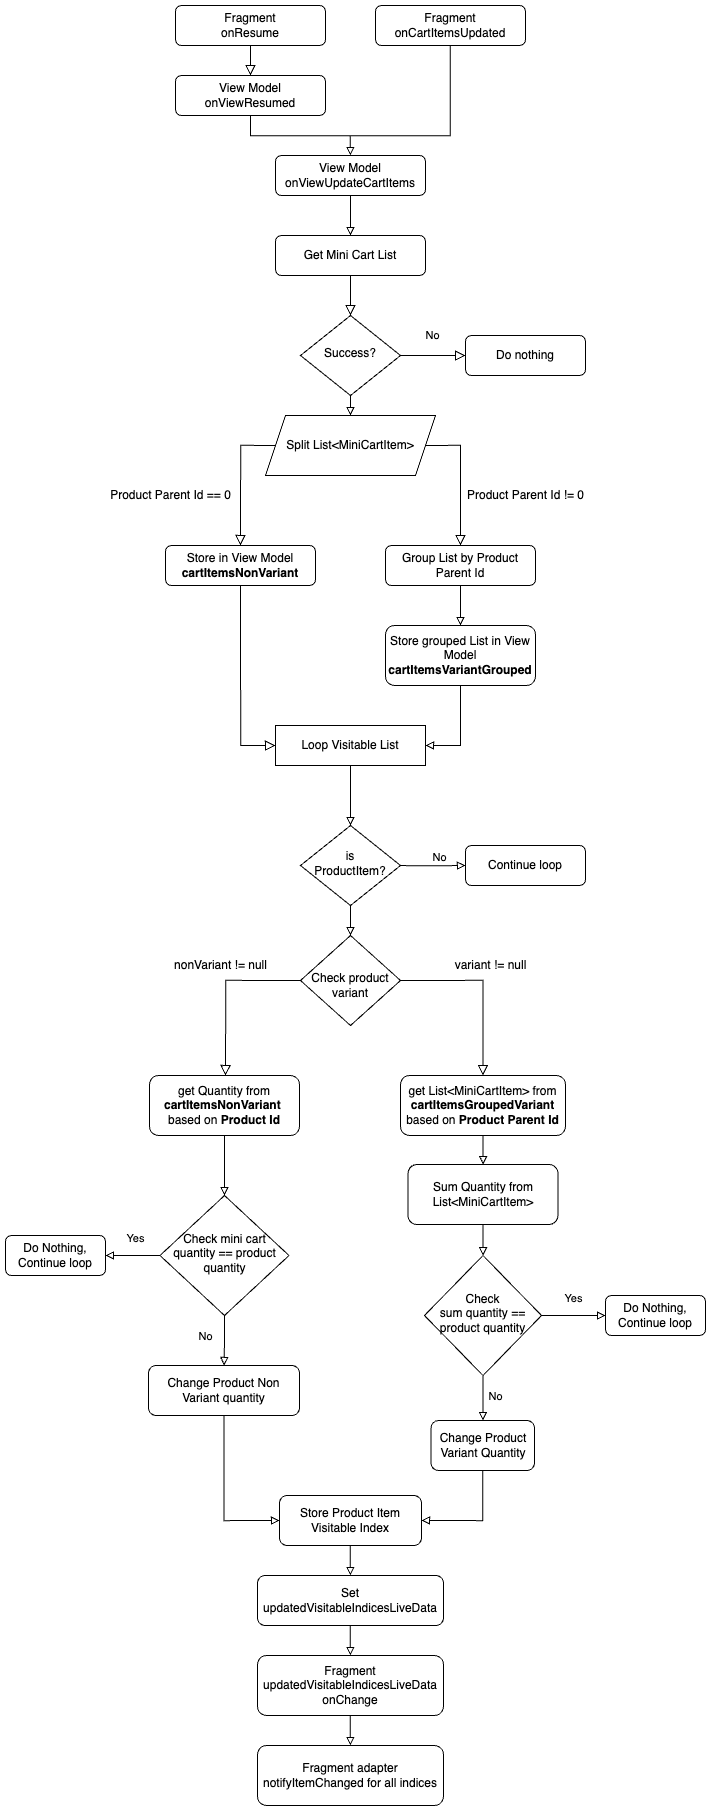 Fragment
onResume
Fragment
onCartItemsUpdated
View Model
onViewResumed
View Model
onViewUpdateCartItems
Get Mini Cart List
Success?
No
Do nothing
Split List<MiniCartItem>
Product Parent Id == 0
Product Parent Id != 0
Store in View Model
cartItemsNonVariant
Group List by Product
Parent Id
Store grouped List in View
Model
cartItemsVariantGrouped
Loop Visitable List
is
ProductItem?
No
Continue loop
Check product
variant
nonVariant != null
variant != null
get Quantity from
cartItemsNonVariant
based on Product Id
get List<MiniCartItem> from
cartItemsGroupedVariant
based on Product Parent Id
Sum Quantity from
List<MiniCartItem>
Check mini cart
quantity == product
quantity
Yes
Do Nothing,
Continue loop
Check
sum quantity ==
product quantity
Yes
Do Nothing,
Continue loop
No
Change Product Non
Variant quantity
No
Change Product
Variant Quantity
Store Product Item
Visitable Index
Set
updatedVisitableIndicesLiveData
Fragment
updatedVisitableIndicesLiveData
onChange
Fragment adapter
notifyItemChanged for all indices